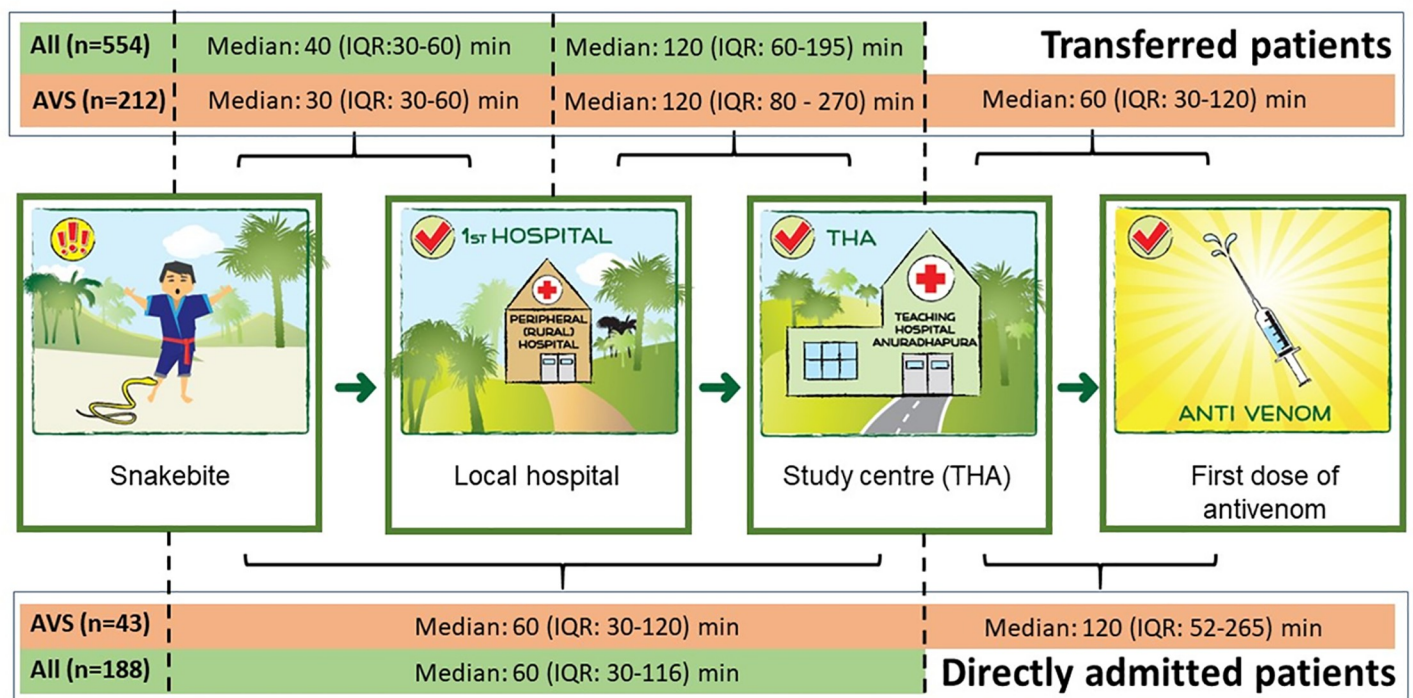 All (n=554) Median: 40 (IQR:30-60) min Median: 120 (IQR: 60-195) min Transferred patients
AVS (n=212) Median: 30 (IQR: 30-60) min Median: 120 (IQR: 80 - 270) min Median: 60 (IQR: 30-120) min
!!!
1ST HOSPITAL
PERIPHERAL
(RURAL)
HOSPITAL
THA
TEACHING
HOSPITAL
ANURADHAPURA
ANTI VENOM
Snakebite
Local hospital
Study centre (THA)
First dose of
antivenom
AVS (n=43) Median: 60 (IQR: 30-120) min Median: 120 (IQR: 52-265) min
All (n=188) Median: 60 (IQR: 30-116) min Directly admitted patients